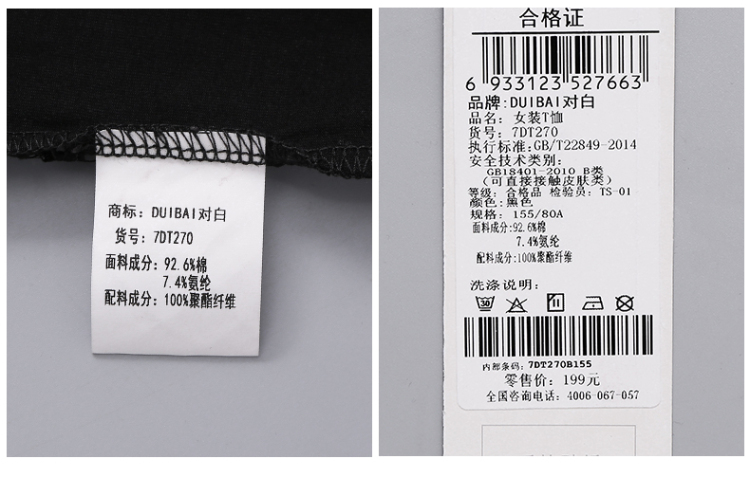 商标: DUIBAI对白
货号: 7DT270
面料成分: 92.6%棉
7.4%氨纶
配料成分: 100%聚酯纤维
合格证
6 933123 527663
品牌: DUIBAI对白
品名: 女装T恤
货号: 7DT270
执行标准: GB/T22849-2014
安全技术类别:
GB18401-2010 B类
(可直接接触皮肤类)
等级: 合格品 检验员: TS-01
颜色: 黑色
规格: 155/80A
面料成分: 92.6%棉
7.4%氨纶
配料成分: 100%聚酯纤维
洗涤说明:
30
内部条码: 7DT270B155
零售价: 199元
全国咨询电话: 4006-067-057